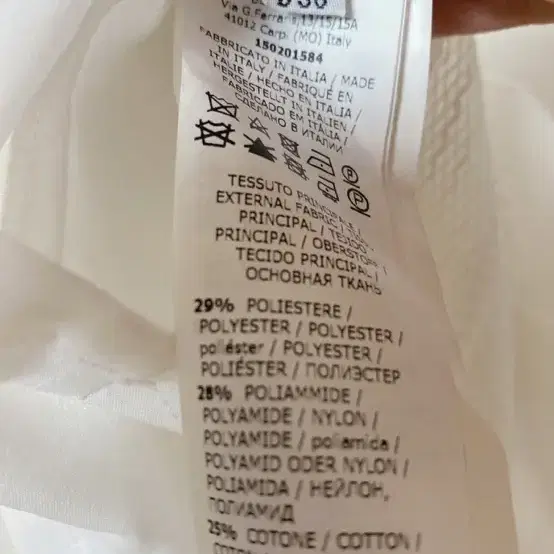 D36
Via G.Ferraris,13/15/15A
41012 Carpi (MO) Italy
150201584
FABBRICATO IN ITALIA / MADE
IN ITALY / FABRIQUÉ EN
ITALIE / HECHO EN ITALIA /
HERGESTELLT IN ITALIEN /
FABRICADO EM ITALIA /
СДЕЛАНО В ИТАЛИИ
P
P
TESSUTO PRINCIPALE /
EXTERNAL FABRIC /
PRINCIPAL / TEJIDO
PRINCIPAL / OBERSTOFF /
TECIDO PRINCIPAL /
ОСНОВНАЯ ТКАНЬ
29% POLIESTERE /
POLYESTER / POLYESTER /
poliéster / POLYESTER /
POLIÉSTER / ПОЛИЭСТЕР
28% POLIAMMIDE /
POLYAMIDE / NYLON /
POLYAMIDE / poliamida /
POLYAMID ODER NYLON /
POLIAMIDA / НЕЙЛОН,
ПОЛИАМИД
25% COTONE / COTTON /